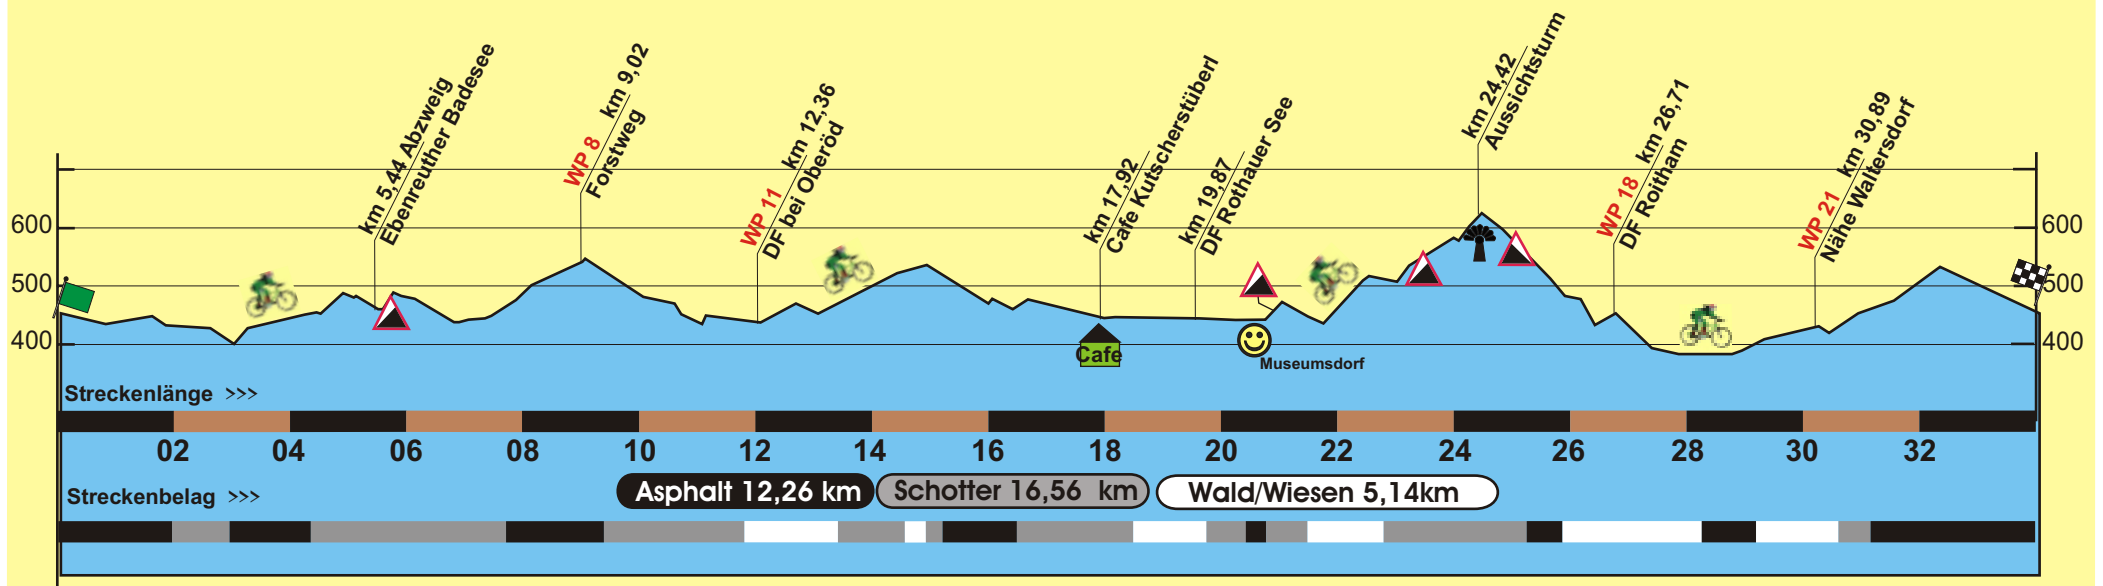 km 5,44 Abzweig
Ebenreuther Badesee
WP 8 km 9,02
Forstweg
WP 11 km 12,36
DF bei Oberöd
km 17,92
Cafe Kutscherstüberl
km 19,87
DF Rothauer See
km 24,42
Aussichtsturm
WP 18 km 26,71
DF Roitham
WP 21 km 30,89
Nähe Waltersdorf
600 600
500 500
400 400
Cafe
Museumsdorf
Streckenlänge >>>
02 04 06 08 10 12 14 16 18 20 22 24 26 28 30 32
Asphalt 12,26 km Schotter 16,56 km Wald/Wiesen 5,14km
Streckenbelag >>>